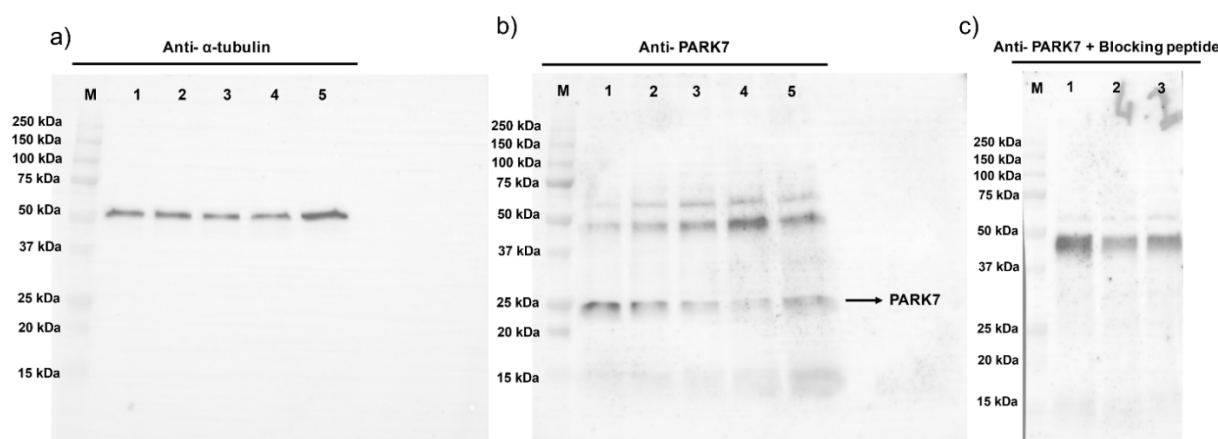 a)
Anti- α-tubulin
M 1 2 3 4 5
250 kDa
150 kDa
100 kDa
75 kDa
50 kDa
37 kDa
25 kDa
20 kDa
15 kDa
b)
Anti- PARK7
M 1 2 3 4 5
250 kDa
150 kDa
100 kDa
75 kDa
50 kDa
37 kDa
25 kDa
20 kDa
15 kDa
PARK7
c)
Anti- PARK7 + Blocking peptide
M 1 2 3
4 2
250 kDa
150 kDa
100 kDa
75 kDa
50 kDa
37 kDa
25 kDa
20 kDa
15 kDa